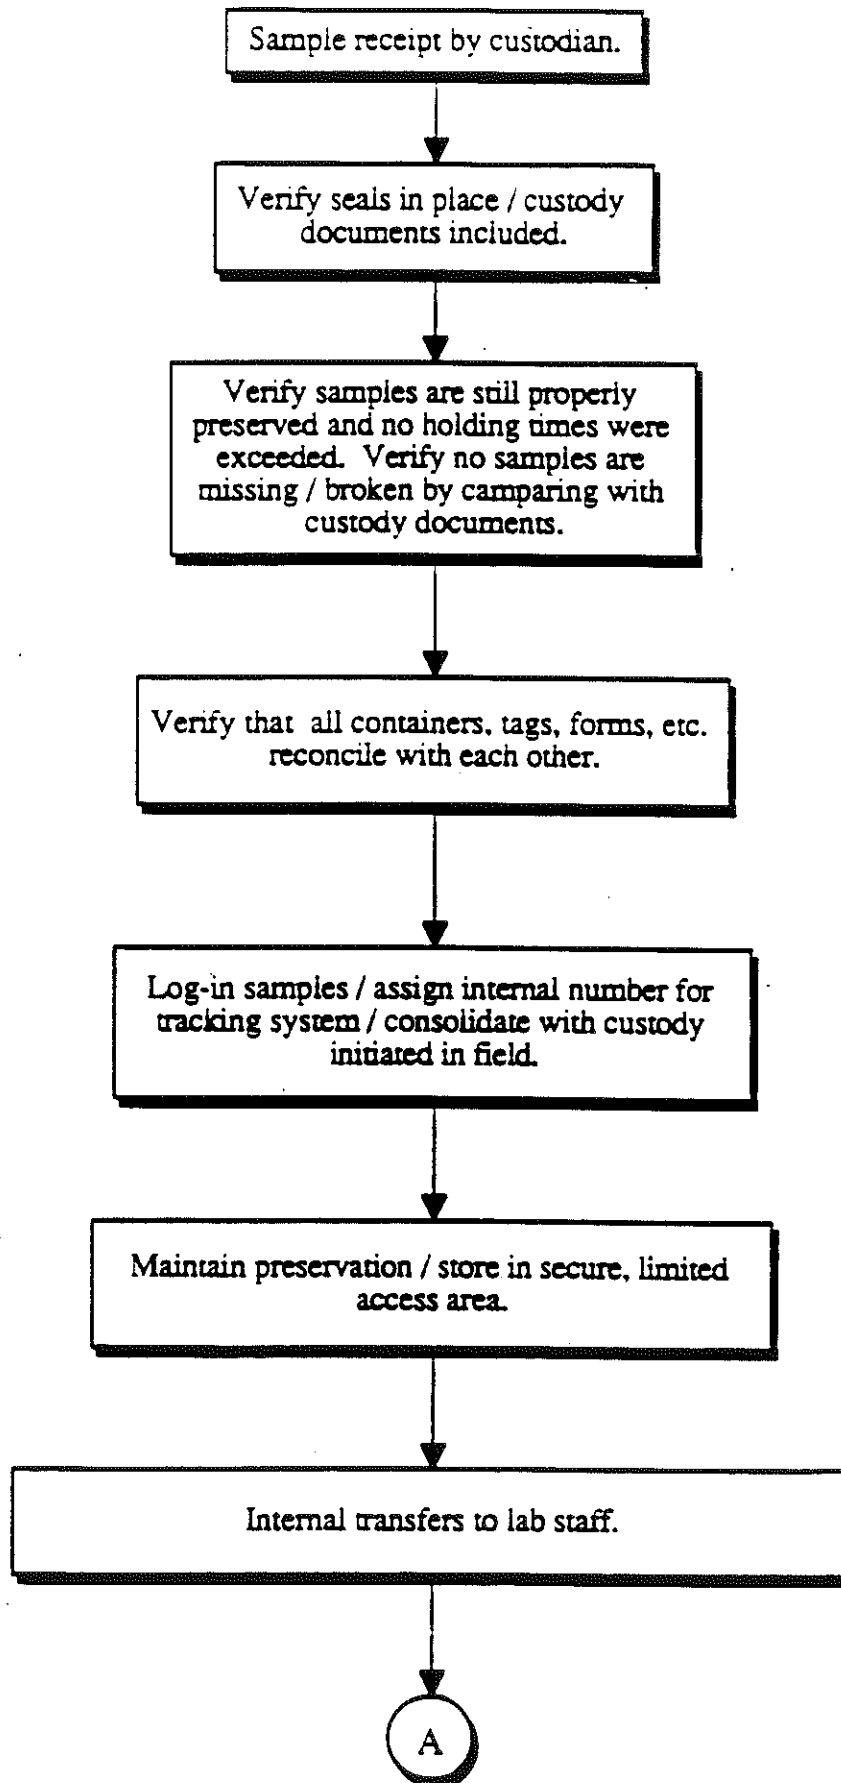 Sample receipt by custodian.
Verify seals in place / custody
documents included.
Verify samples are still properly
preserved and no holding times were
exceeded. Verify no samples are
missing / broken by camparing with
custody documents.
Verify that all containers, tags, forms, etc.
reconcile with each other.
Log-in samples / assign internal number for
tracking system / consolidate with custody
initiated in field.
Maintain preservation / store in secure, limited
access area.
Internal transfers to lab staff.
A